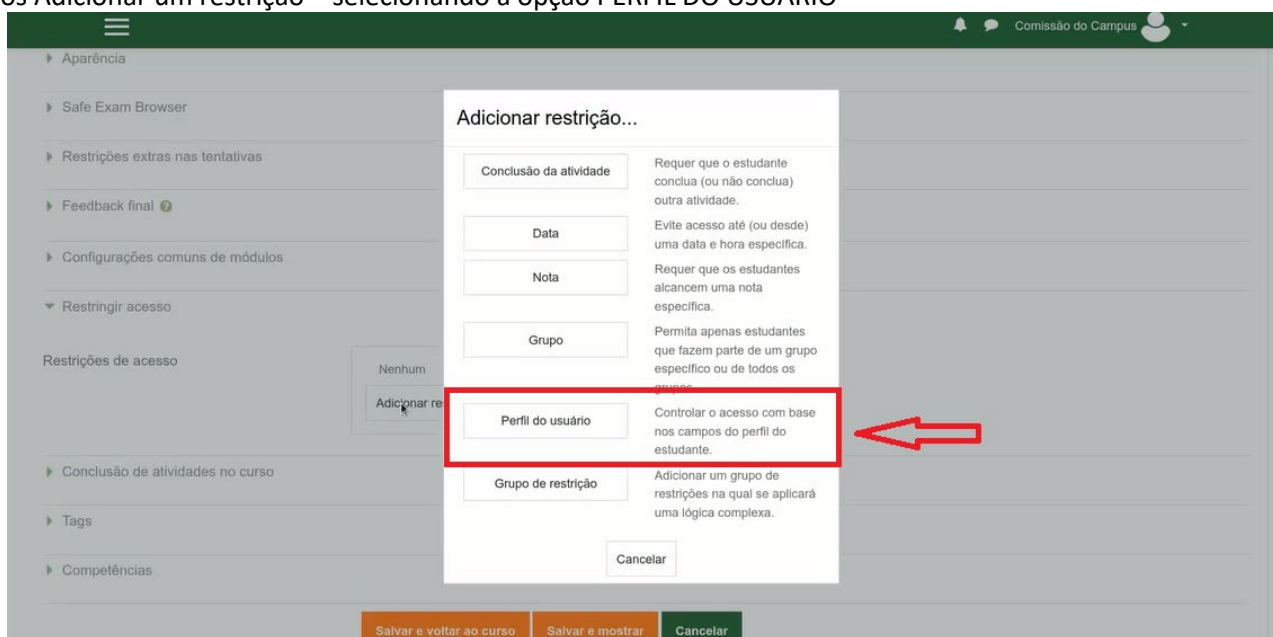 os Adicionar um restrição – selecionando a opção PERFIL DO USUÁRIO
Comissão do Campus
Aparência
Safe Exam Browser
Restrições extras nas tentativas
Feedback final
Configurações comuns de módulos
Restringir acesso
Restrições de acesso
Nenhum
Adicionar re
Conclusão de atividades no curso
Tags
Competências
Adicionar restrição...
Conclusão da atividade
Requer que o estudante
conclua (ou não conclua)
outra atividade.
Data
Evite acesso até (ou desde)
uma data e hora específica.
Nota
Requer que os estudantes
alcancem uma nota
específica.
Grupo
Permita apenas estudantes
que fazem parte de um grupo
específico ou de todos os
grupos.
Perfil do usuário
Controlar o acesso com base
nos campos do perfil do
estudante.
Grupo de restrição
Adicionar um grupo de
restrições na qual se aplicará
uma lógica complexa.
Cancelar
Salvar e voltar ao curso
Salvar e mostrar
Cancelar